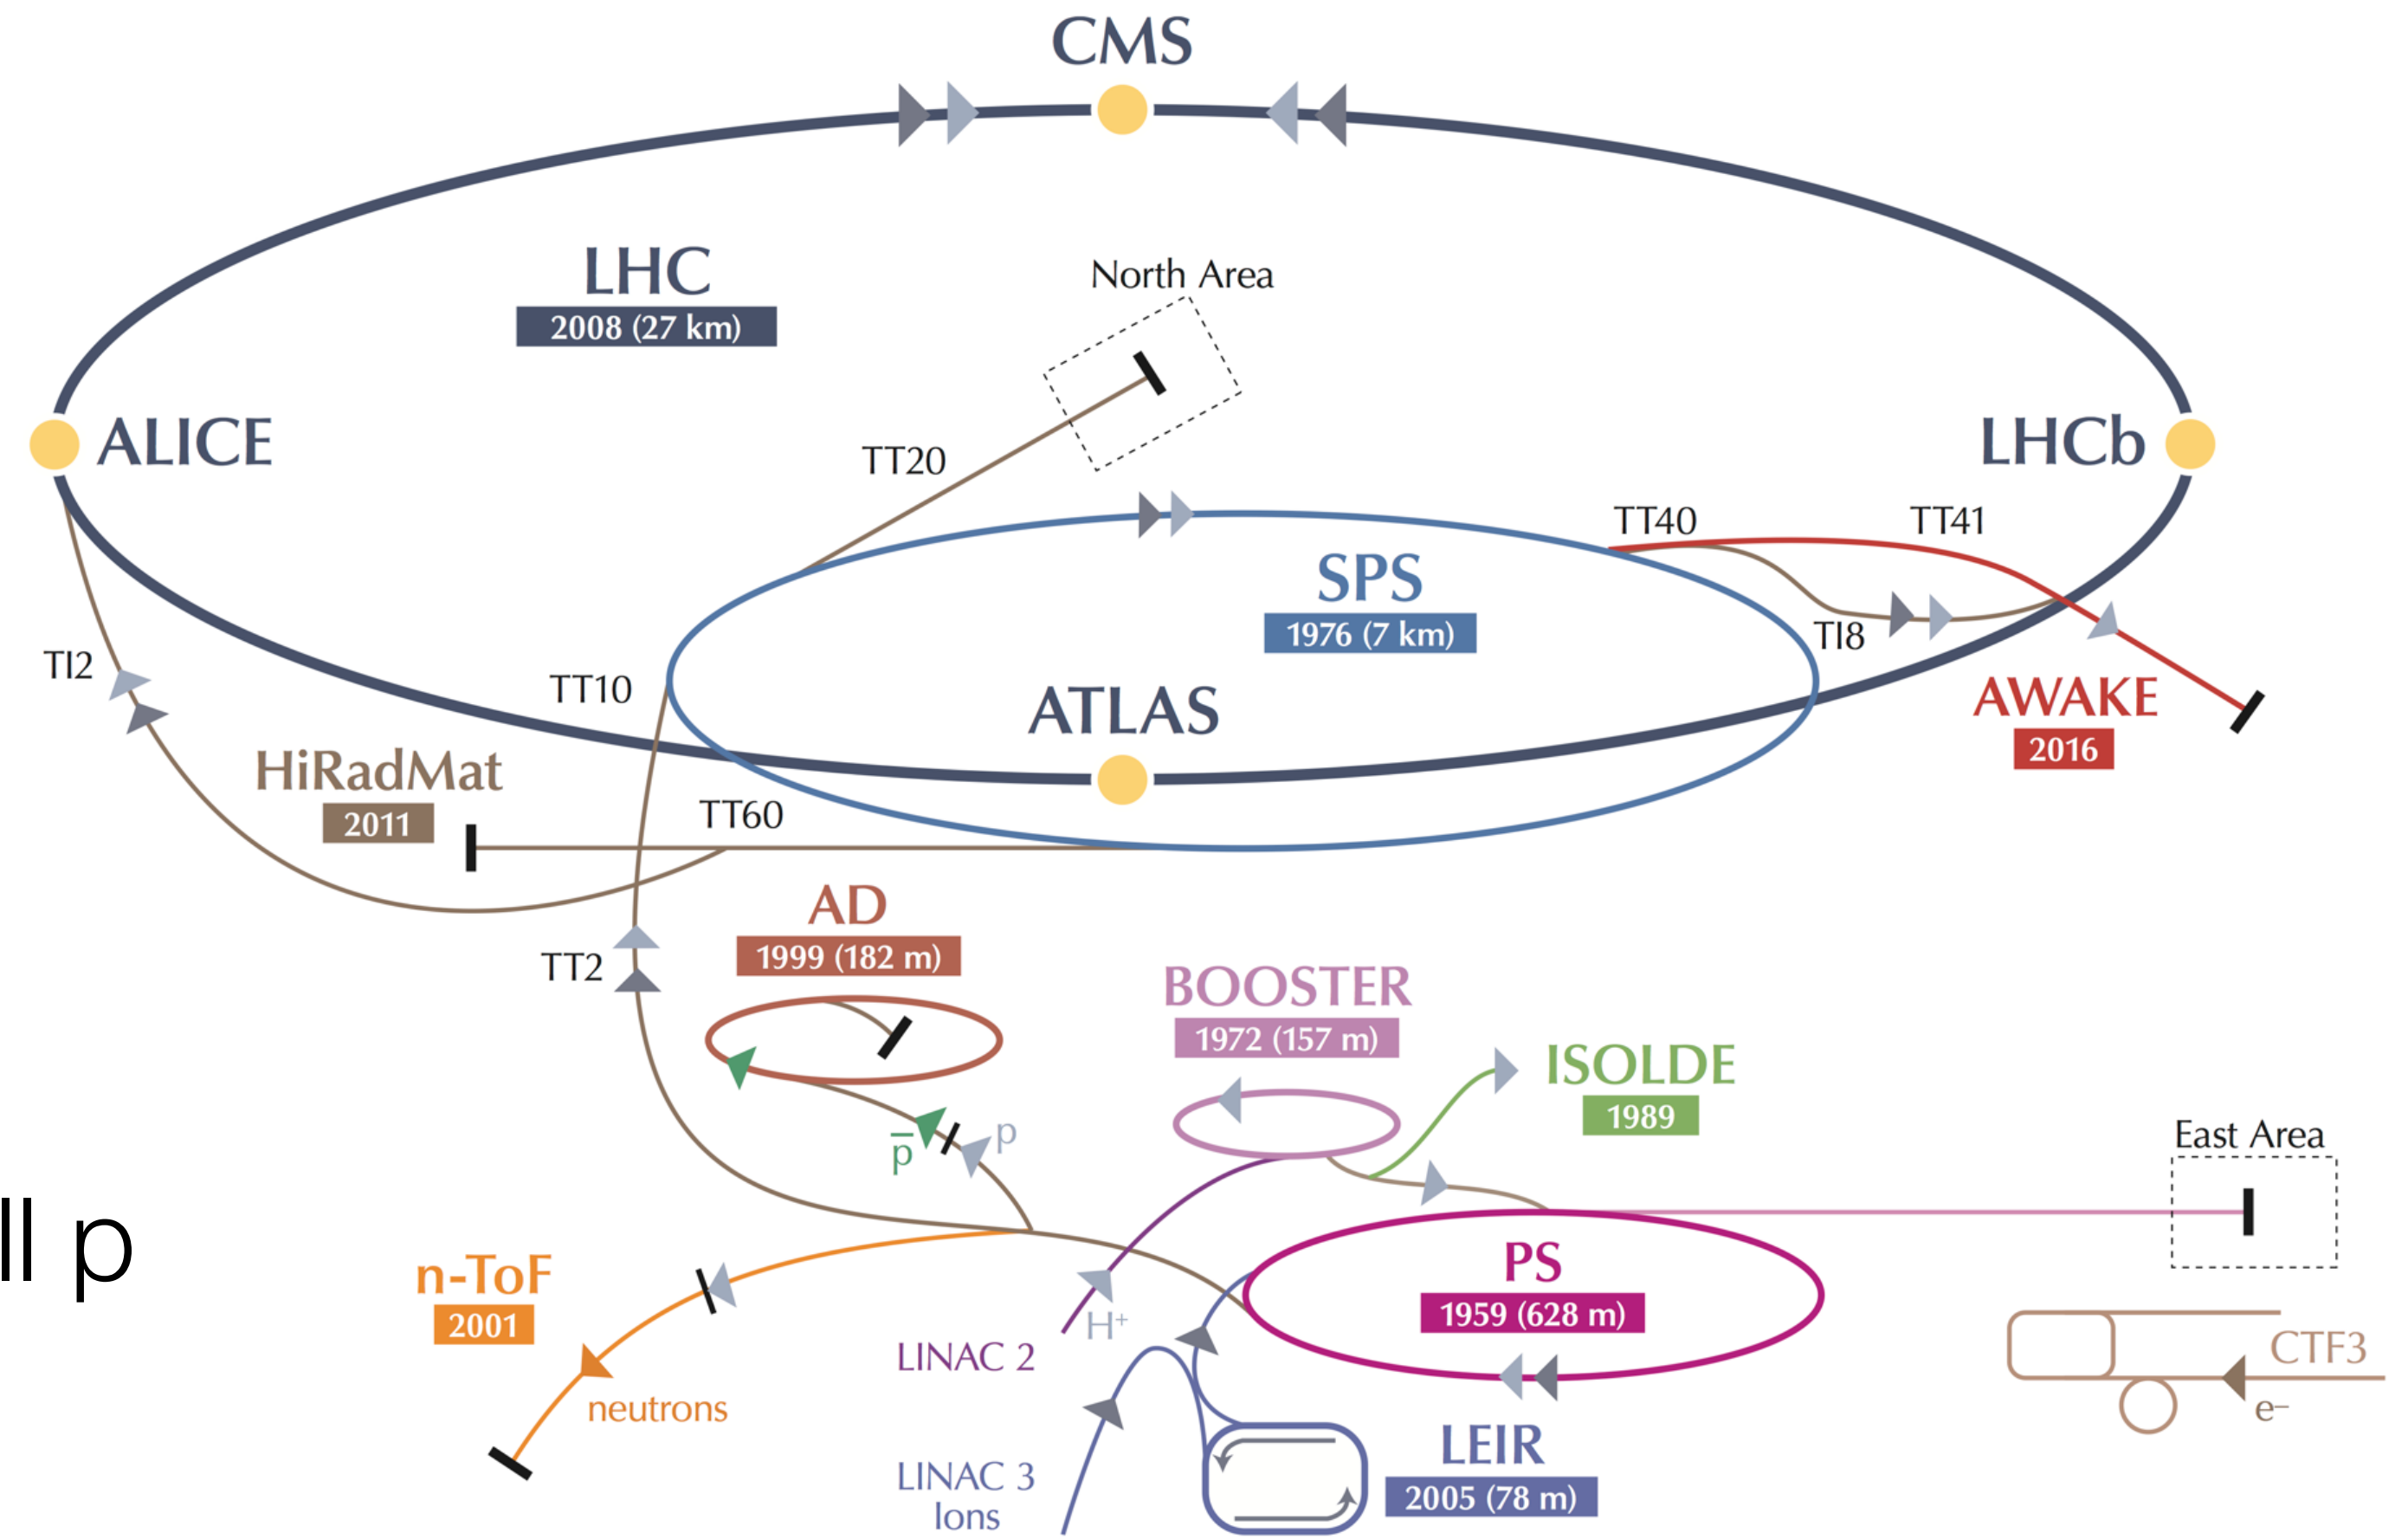 CMS
LHC
2008 (27 km)
North Area
ALICE
LHCb
TT20
TT40
TT41
SPS
1976 (7 km)
TI8
TI2
TT10
ATLAS
AWAKE
2016
HiRadMat
2011
TT60
AD
1999 (182 m)
TT2
BOOSTER
1972 (157 m)
ISOLDE
1989
p
p̅
East Area
ll p
n-ToF
2001
PS
1959 (628 m)
H⁺
LINAC 2
CTF3
e⁻
neutrons
LEIR
2005 (78 m)
LINAC 3
Ions